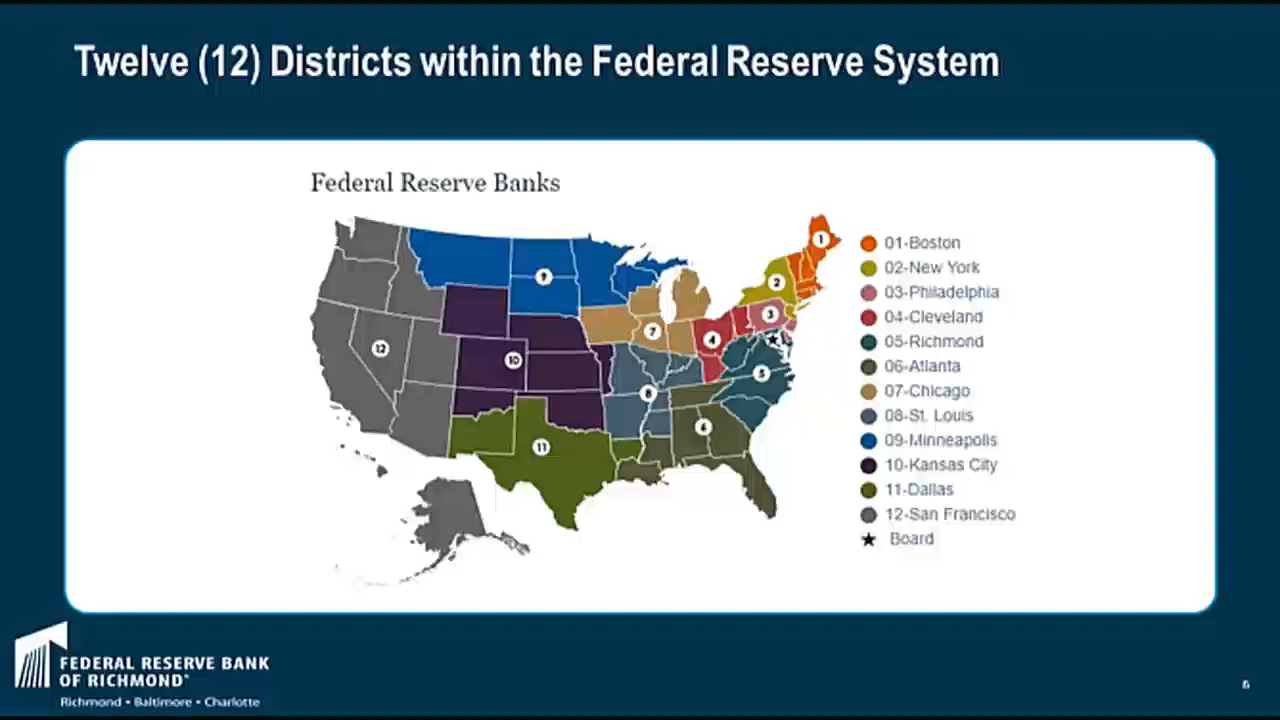 Twelve (12) Districts within the Federal Reserve System
Federal Reserve Banks
1
2
3
4
5
6
7
8
9
10
11
12
01-Boston
02-New York
03-Philadelphia
04-Cleveland
05-Richmond
06-Atlanta
07-Chicago
08-St. Louis
09-Minneapolis
10-Kansas City
11-Dallas
12-San Francisco
Board
FEDERAL RESERVE BANK
OF RICHMOND
Richmond • Baltimore • Charlotte
6